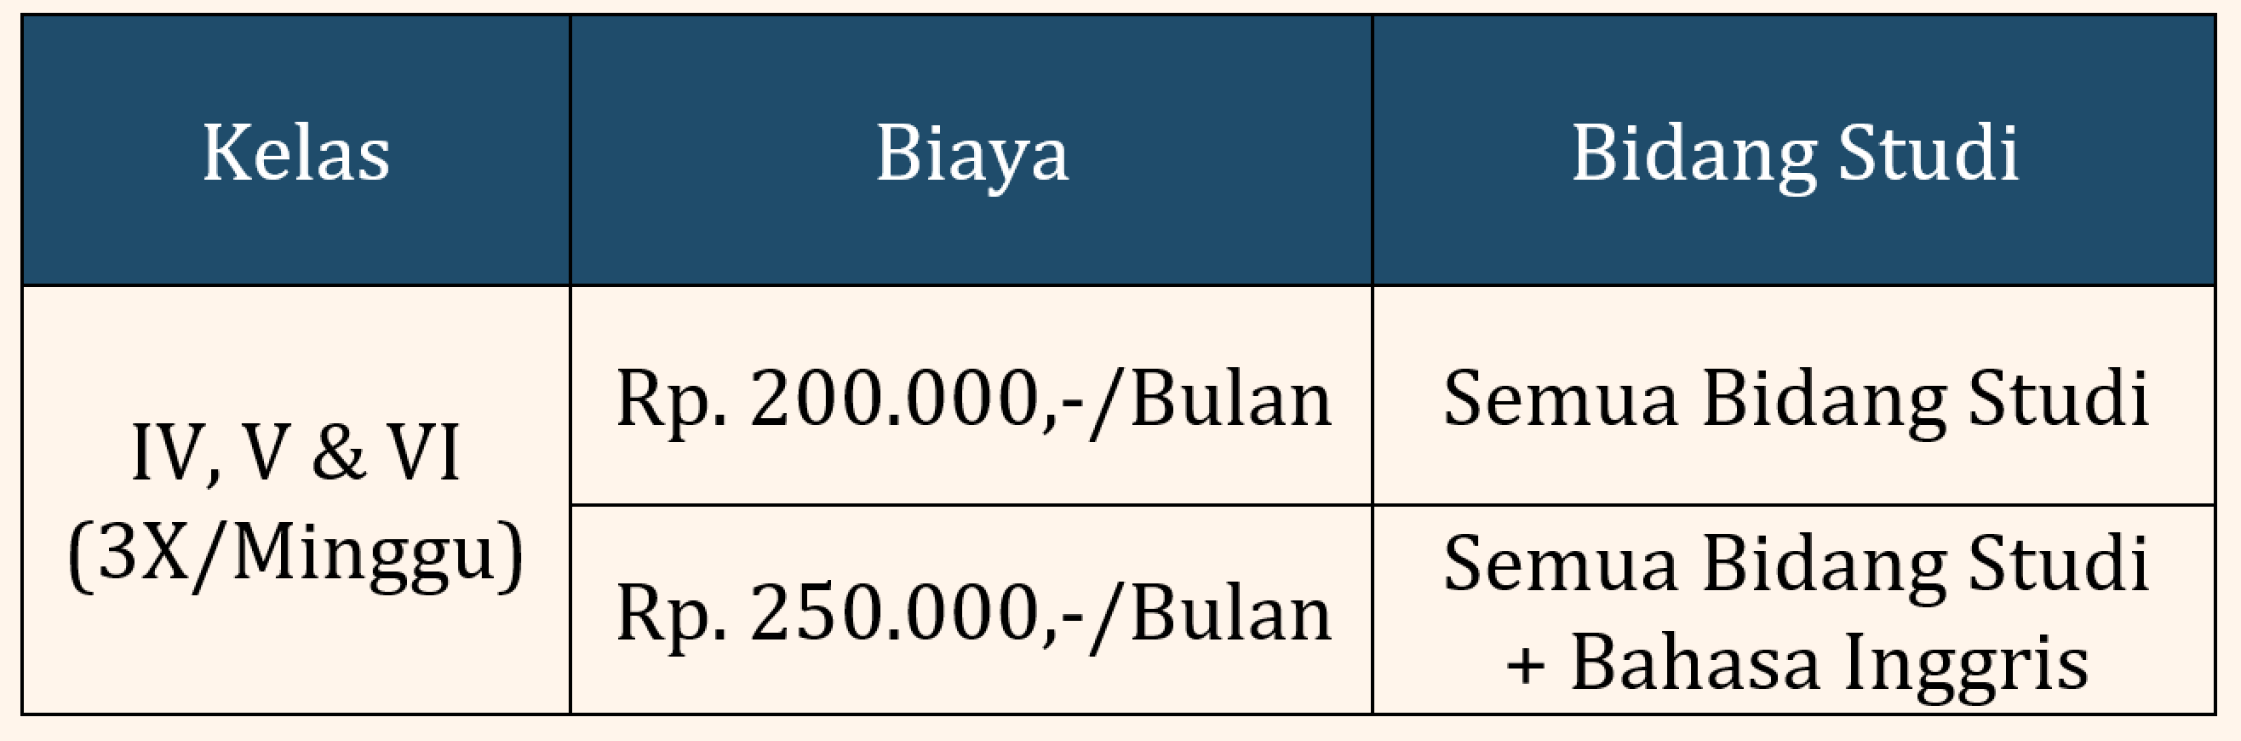 Kelas
Biaya
Bidang Studi
IV, V & VI
(3X/Minggu)
Rp. 200.000,-/Bulan
Semua Bidang Studi
Rp. 250.000,-/Bulan
Semua Bidang Studi
+ Bahasa Inggris